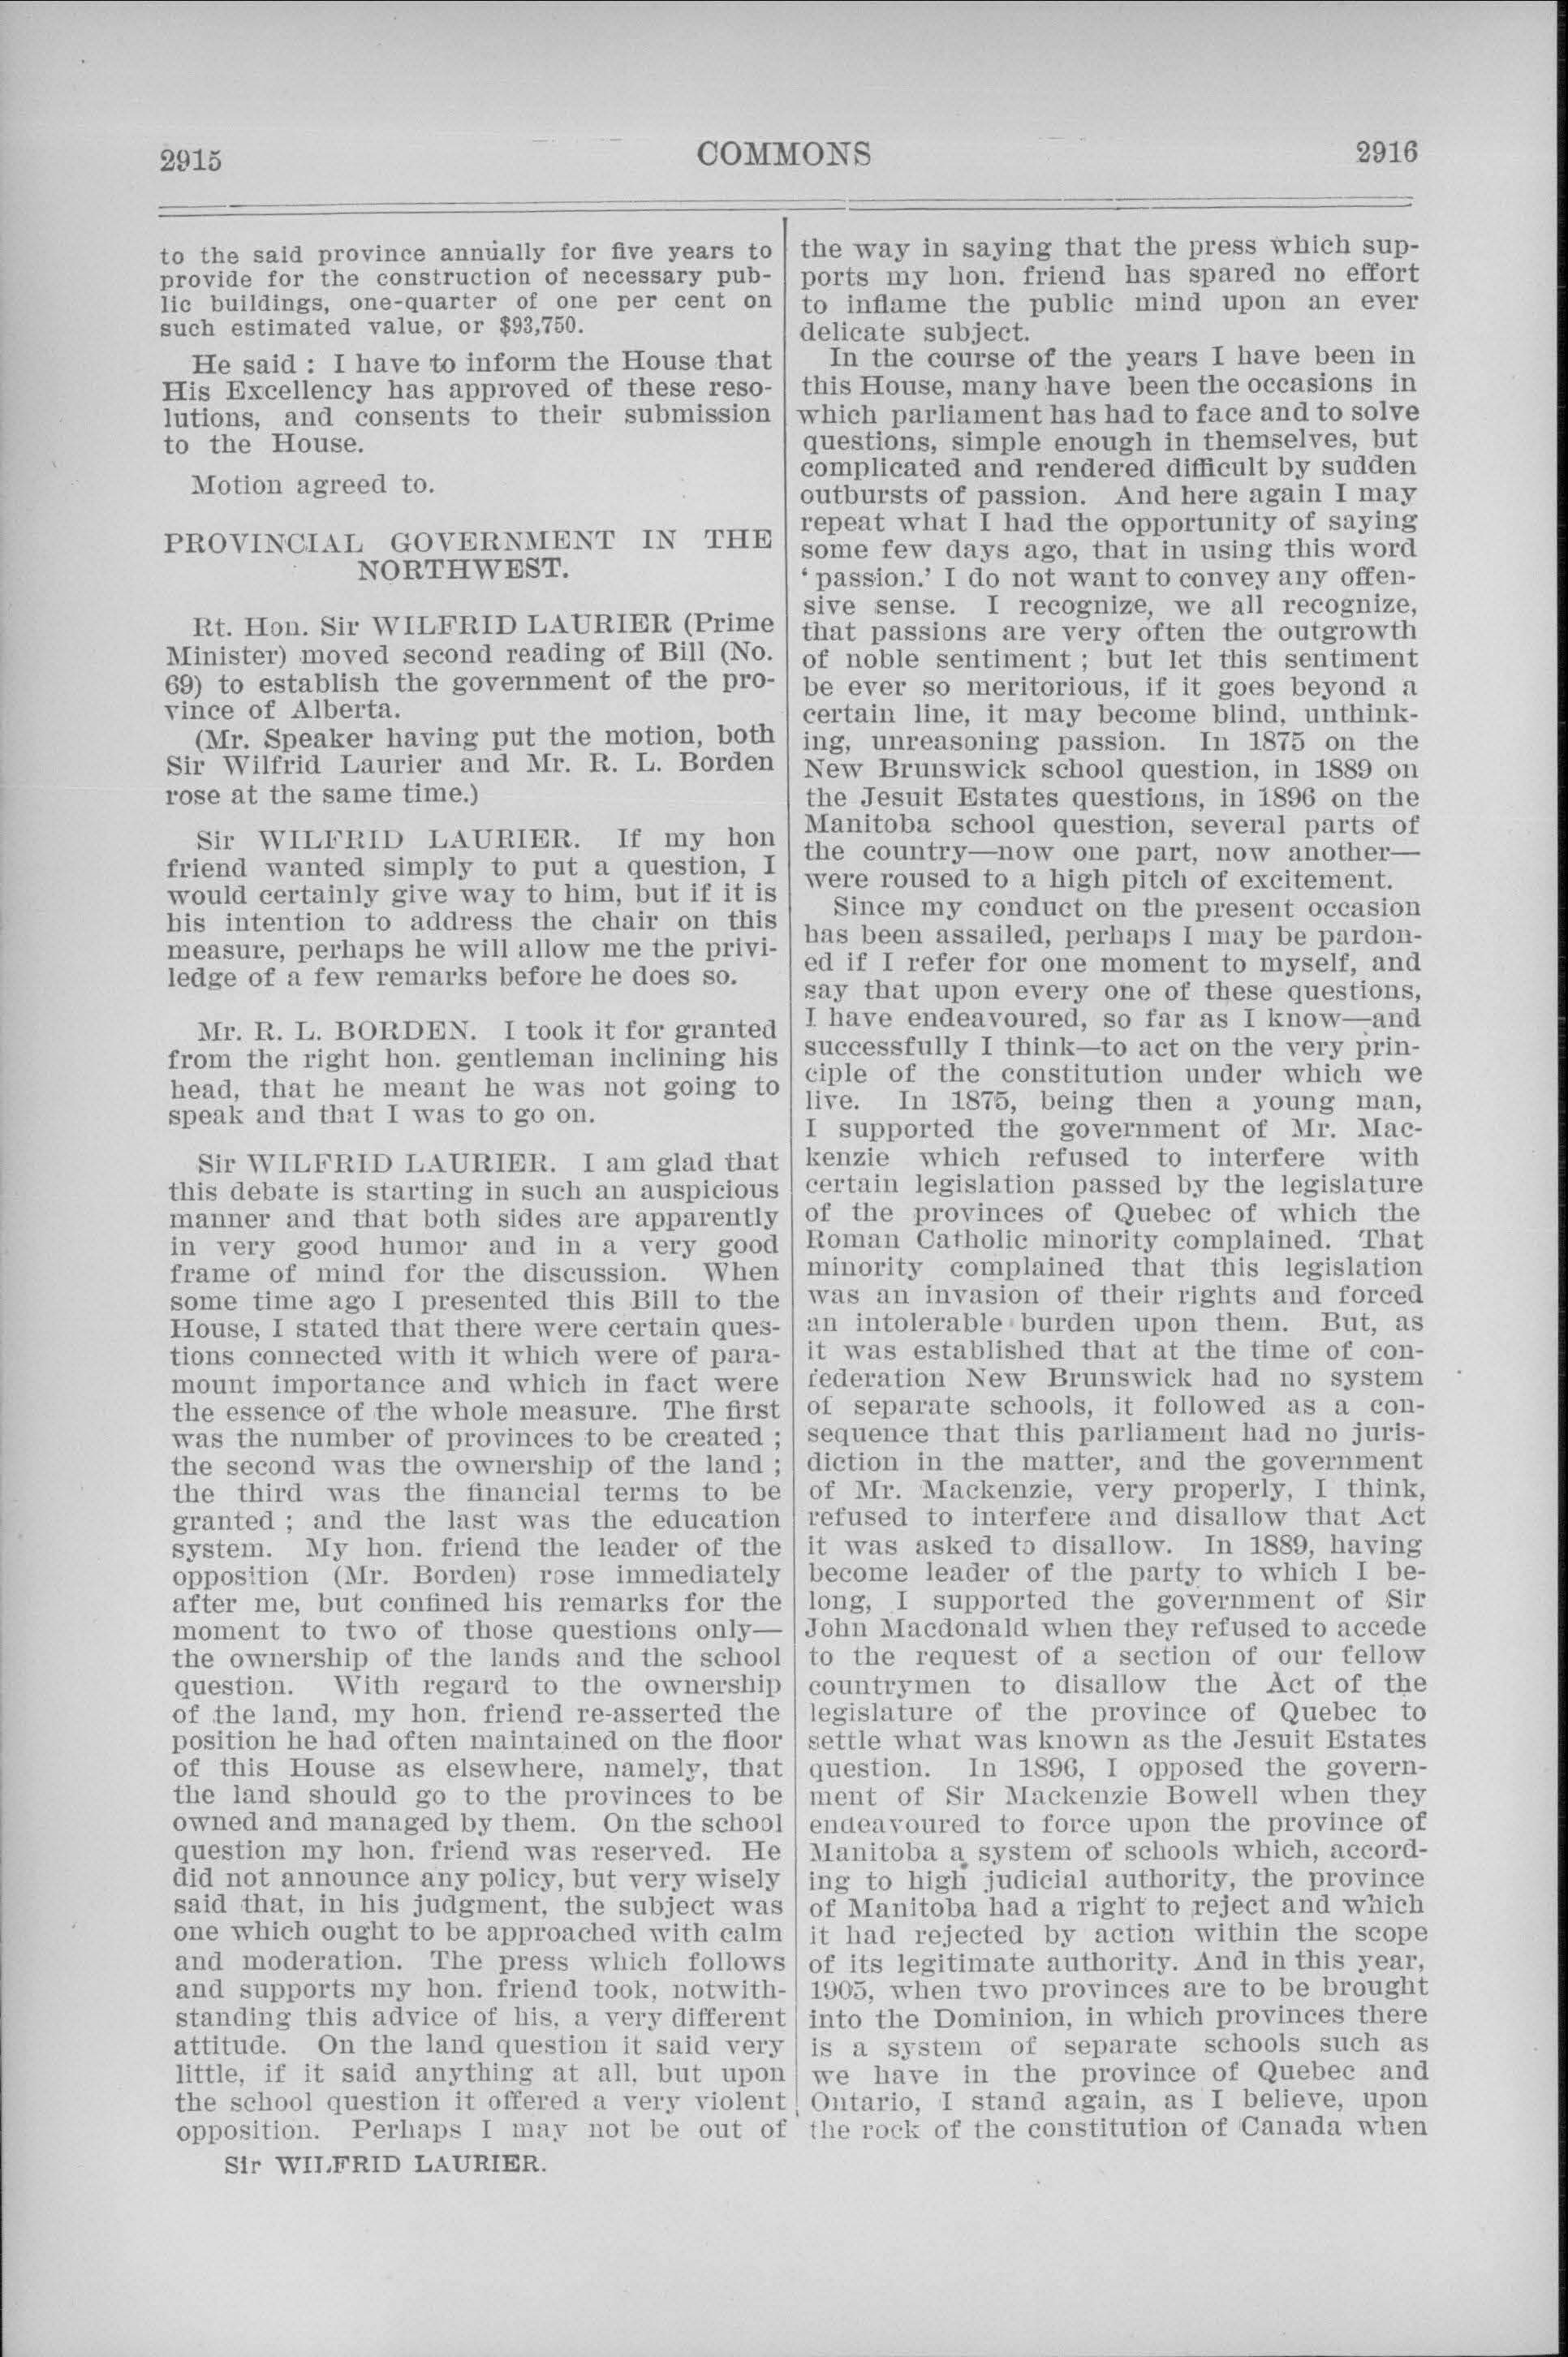 2915
COMMONS
2916
to the said province annually for five years to
provide for the construction of necessary pub-
lic buildings, one-quarter of one per cent on
such estimated value, or $93,750.
He said : I have to inform the House that
His Excellency has approved of these reso-
lutions, and consents to their submission
to the House.
Motion agreed to.
PROVINCIAL GOVERNMENT IN THE
NORTHWEST.
Rt. Hon. Sir WILFRID LAURIER (Prime
Minister) moved second reading of Bill (No.
69) to establish the government of the pro-
vince of Alberta.
(Mr. Speaker having put the motion, both
Sir Wilfrid Laurier and Mr. R. L. Borden
rose at the same time.)
Sir WILFRID LAURIER. If my hon
friend wanted simply to put a question, I
would certainly give way to him, but if it is
his intention to address the chair on this
measure, perhaps he will allow me the privi-
ledge of a few remarks before he does so.
Mr. R. L. BORDEN. I took it for granted
from the right hon. gentleman inclining his
head, that he meant he was not going to
speak and that I was to go on.
Sir WILFRID LAURIER. I am glad that
this debate is starting in such an auspicious
manner and that both sides are apparently
in very good humor and in a very good
frame of mind for the discussion. When
some time ago I presented this Bill to the
House, I stated that there were certain ques-
tions connected with it which were of para-
mount importance and which in fact were
the essence of the whole measure. The first
was the number of provinces to be created ;
the second was the ownership of the land ;
the third was the financial terms to be
granted ; and the last was the education
system. My hon. friend the leader of the
opposition (Mr. Borden) rose immediately
after me, but confined his remarks for the
moment to two of those questions only—
the ownership of the lands and the school
question. With regard to the ownership
of the land, my hon. friend re-asserted the
position he had often maintained on the floor
of this House as elsewhere, namely, that
the land should go to the provinces to be
owned and managed by them. On the school
question my hon. friend was reserved. He
did not announce any policy, but very wisely
said that, in his judgment, the subject was
one which ought to be approached with calm
and moderation. The press which follows
and supports my hon. friend took, notwith-
standing this advice of his, a very different
attitude. On the land question it said very
little, if it said anything at all, but upon
the school question it offered a very violent
opposition. Perhaps I may not be out of
Sir WILFRID LAURIER.
the way in saying that the press which sup-
ports my hon. friend has spared no effort
to inflame the public mind upon an ever
delicate subject.
In the course of the years I have been in
this House, many have been the occasions in
which parliament has had to face and to solve
questions, simple enough in themselves, but
complicated and rendered difficult by sudden
outbursts of passion. And here again I may
repeat what I had the opportunity of saying
some few days ago, that in using this word
‘ passion.’ I do not want to convey any offen-
sive sense. I recognize, we all recognize,
that passions are very often the outgrowth
of noble sentiment ; but let this sentiment
be ever so meritorious, if it goes beyond a
certain line, it may become blind, unthink-
ing, unreasoning passion. In 1875 on the
New Brunswick school question, in 1889 on
the Jesuit Estates questions, in 1896 on the
Manitoba school question, several parts of
the country—now one part, now another—
were roused to a high pitch of excitement.
Since my conduct on the present occasion
has been assailed, perhaps I may be pardon-
ed if I refer for one moment to myself, and
say that upon every one of these questions,
I have endeavoured, so far as I know—and
successfully I think—to act on the very prin-
ciple of the constitution under which we
live. In 1875, being then a young man,
I supported the government of Mr. Mac-
kenzie which refused to interfere with
certain legislation passed by the legislature
of the provinces of Quebec of which the
Roman Catholic minority complained. That
minority complained that this legislation
was an invasion of their rights and forced
an intolerable burden upon them. But, as
it was established that at the time of con-
federation New Brunswick had no system
of separate schools, it followed as a con-
sequence that this parliament had no juris-
diction in the matter, and the government
of Mr. Mackenzie, very properly, I think,
refused to interfere and disallow that Act
it was asked to disallow. In 1889, having
become leader of the party to which I be-
long, I supported the government of Sir
John Macdonald when they refused to accede
to the request of a section of our fellow
countrymen to disallow the Act of the
legislature of the province of Quebec to
settle what was known as the Jesuit Estates
question. In 1896, I opposed the govern-
ment of Sir Mackenzie Bowell when they
endeavoured to force upon the province of
Manitoba a system of schools which, accord-
ing to high judicial authority, the province
of Manitoba had a right to reject and which
it had rejected by action within the scope
of its legitimate authority. And in this year,
1905, when two provinces are to be brought
into the Dominion, in which provinces there
is a system of separate schools such as
we have in the province of Quebec and
Ontario, I stand again, as I believe, upon
the rock of the constitution of Canada when